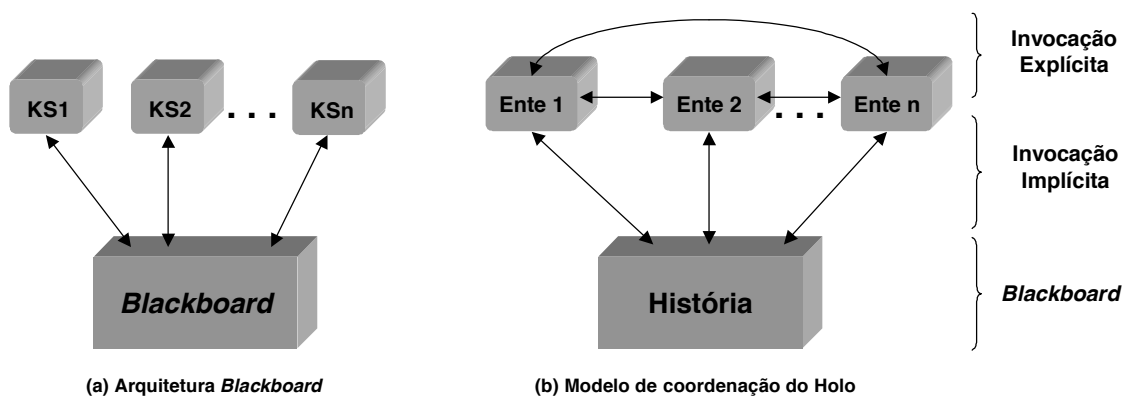 Invocação
Explícita
KS1
KS2
. . .
KSn
Ente 1
Ente 2
. . .
Ente n
Invocação
Implícita
Blackboard
História
Blackboard
(a) Arquitetura Blackboard
(b) Modelo de coordenação do Holo